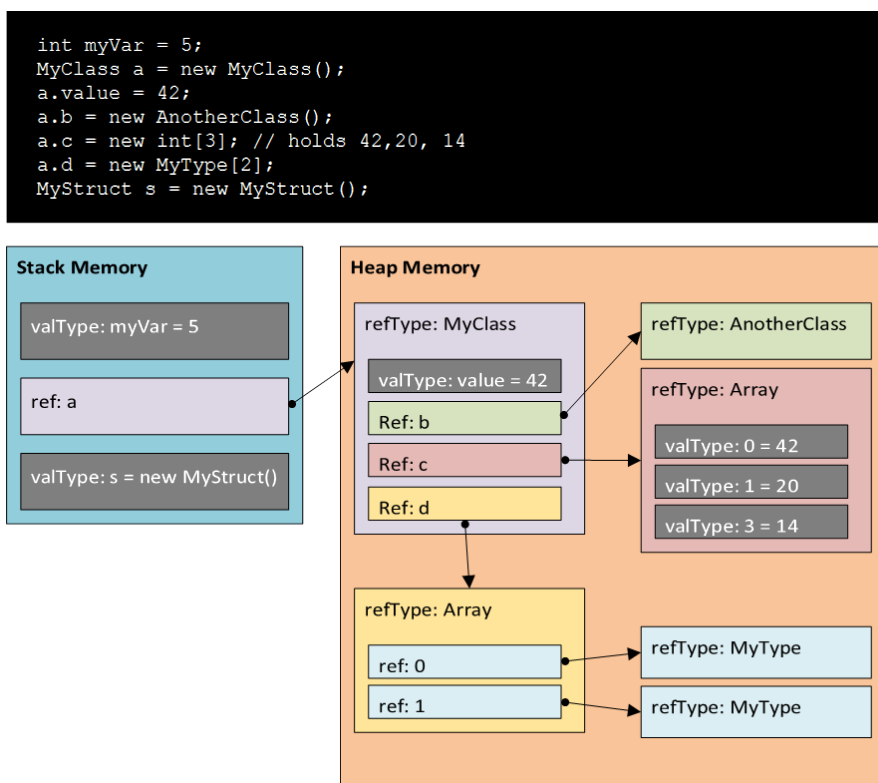 int myVar = 5;
MyClass a = new MyClass();
a.value = 42;
a.b = new AnotherClass();
a.c = new int[3]; // holds 42,20, 14
a.d = new MyType[2];
MyStruct s = new MyStruct();
Stack Memory
valType: myVar = 5
ref: a
valType: s = new MyStruct()
Heap Memory
refType: MyClass
valType: value = 42
Ref: b
Ref: c
Ref: d
refType: AnotherClass
refType: Array
valType: 0 = 42
valType: 1 = 20
valType: 3 = 14
refType: Array
ref: 0
ref: 1
refType: MyType
refType: MyType